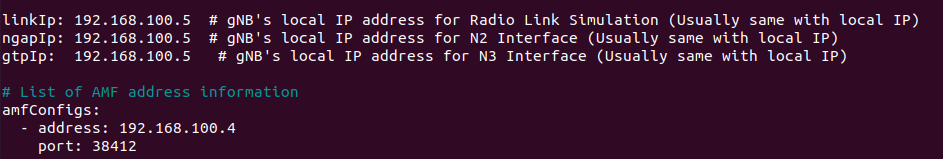 linkIp: 192.168.100.5  # gNB's local IP address for Radio Link Simulation (Usually same with local IP)
ngapIp: 192.168.100.5  # gNB's local IP address for N2 Interface (Usually same with local IP)
gtpIp:  192.168.100.5   # gNB's local IP address for N3 Interface (Usually same with local IP)
# List of AMF address information
amfConfigs:
  - address: 192.168.100.4
    port: 38412